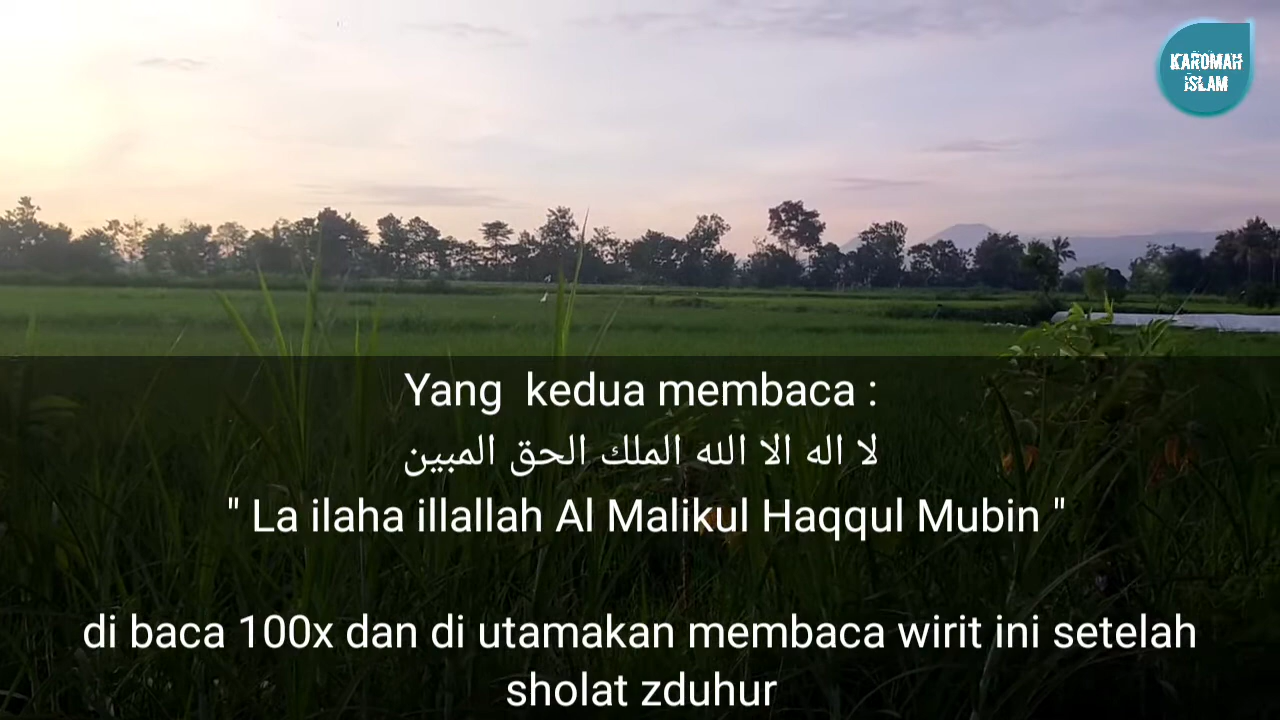 KAROMAH
ISLAM
Yang kedua membaca :
لا اله الا الله الملك الحق المبين
" La ilaha illallah Al Malikul Haqqul Mubin "
di baca 100x dan di utamakan membaca wirit ini setelah
sholat zduhur